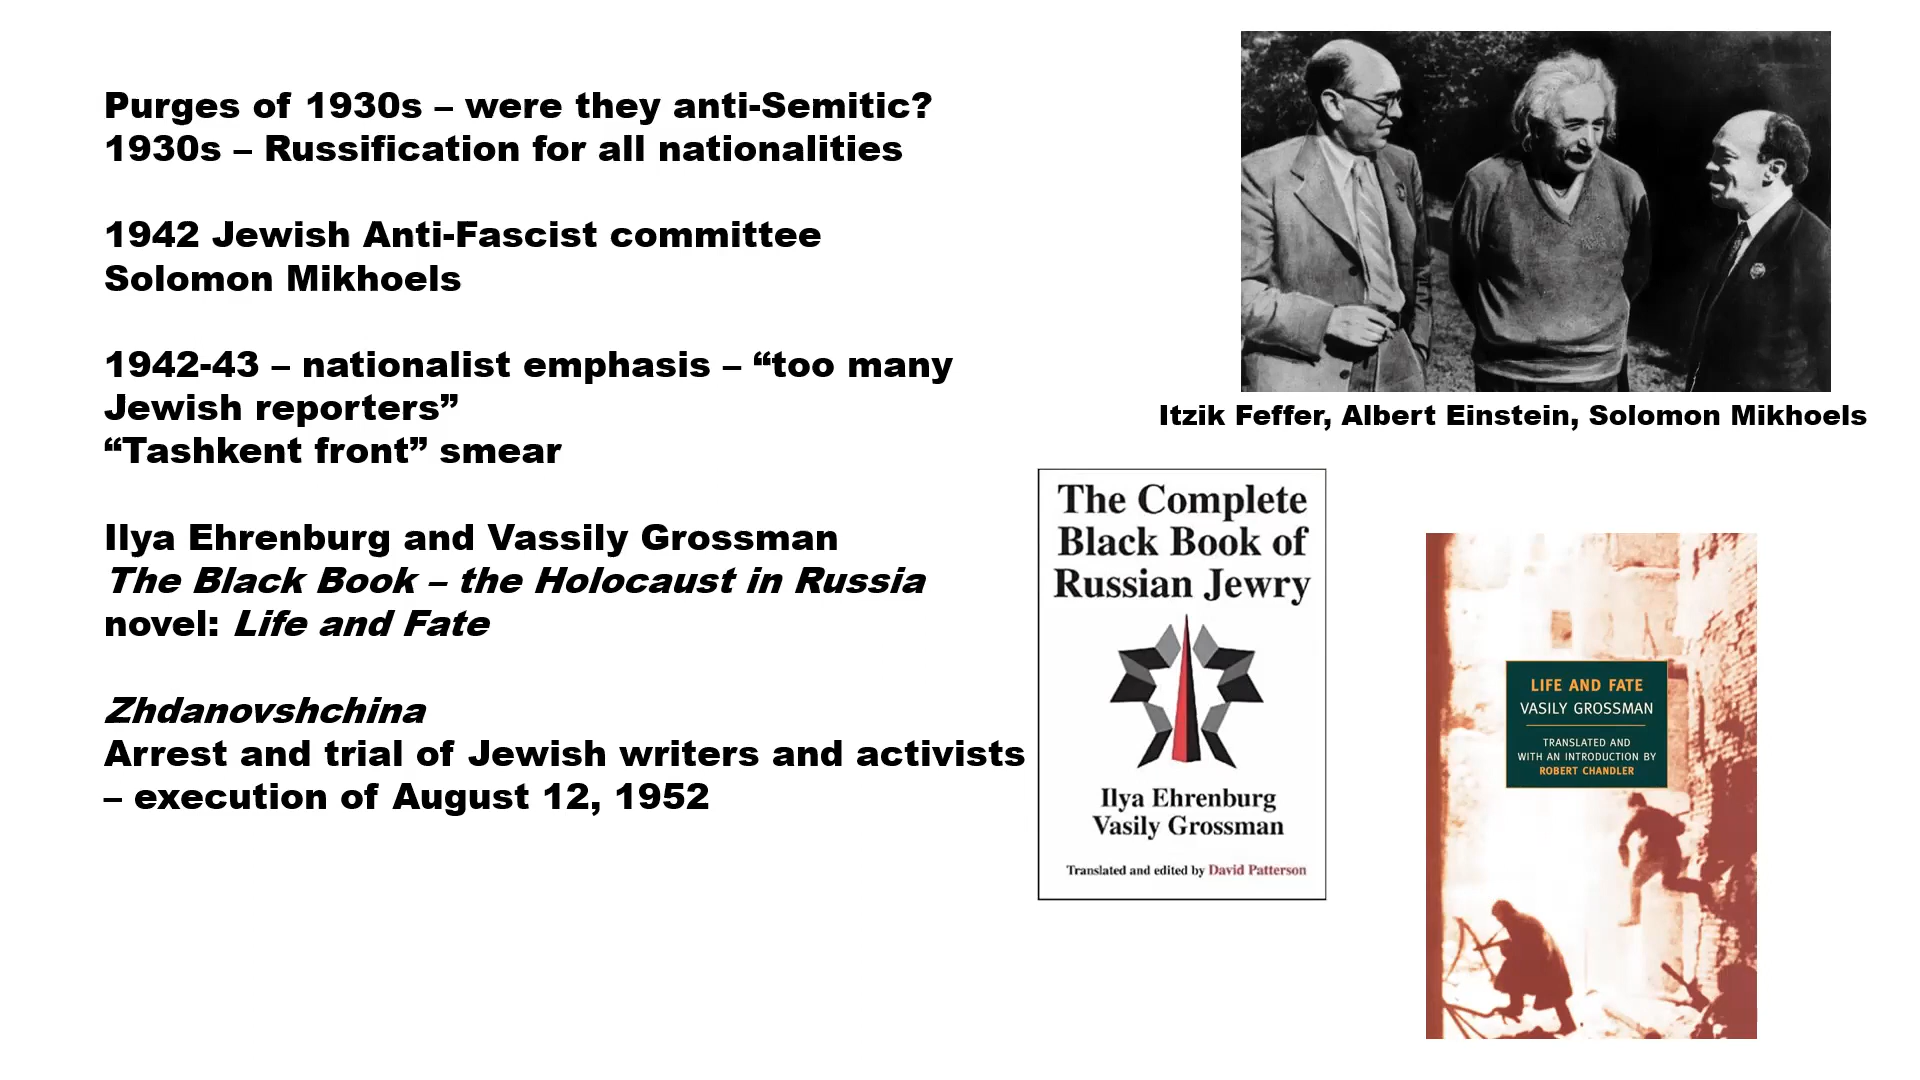 Purges of 1930s – were they anti-Semitic?
1930s – Russification for all nationalities
1942 Jewish Anti-Fascist committee
Solomon Mikhoels
1942-43 – nationalist emphasis – “too many
Jewish reporters”
“Tashkent front” smear
Ilya Ehrenburg and Vassily Grossman
The Black Book – the Holocaust in Russia
novel: Life and Fate
Zhdanovshchina
Arrest and trial of Jewish writers and activists
– execution of August 12, 1952
Itzik Feffer, Albert Einstein, Solomon Mikhoels
The Complete
Black Book of
Russian Jewry
Ilya Ehrenburg
Vasily Grossman
Translated and edited by David Patterson
LIFE AND FATE
VASILY GROSSMAN
TRANSLATED AND
WITH AN INTRODUCTION BY
ROBERT CHANDLER